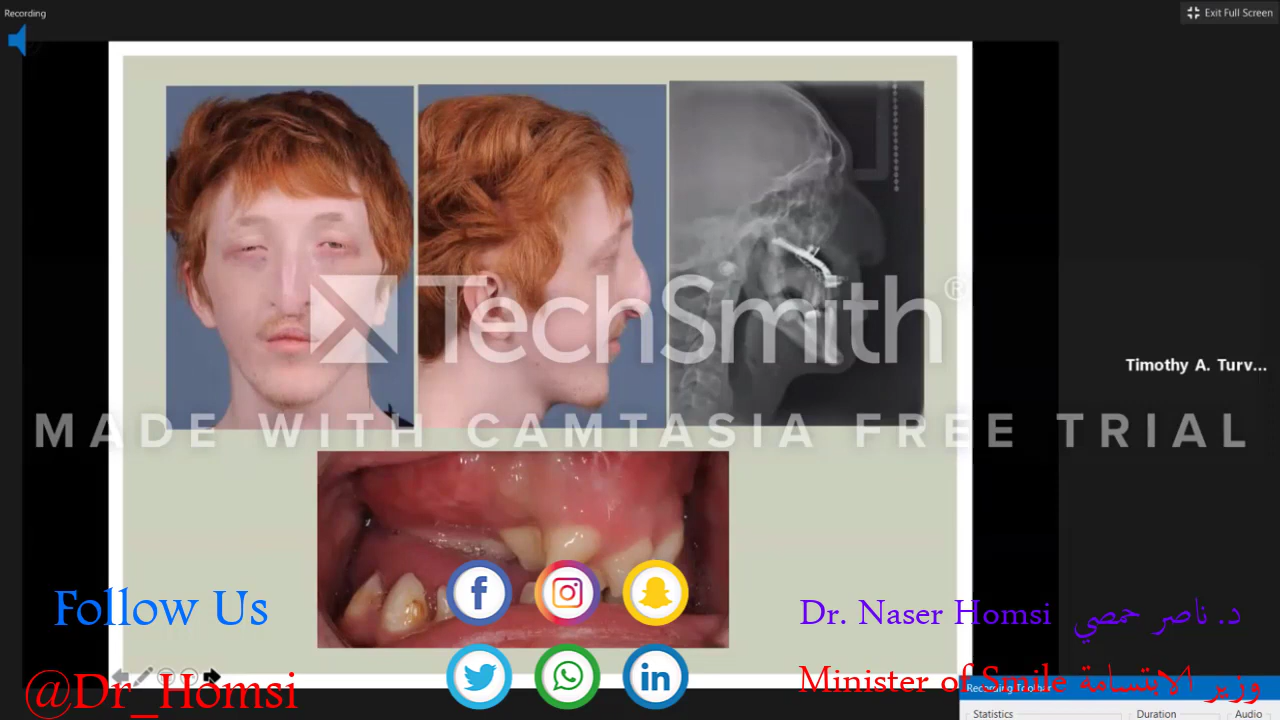 Recording
Exit Full Screen
TechSmith®
Timothy A. Turv...
MADE WITH CAMTASIA FREE TRIAL
Follow Us
Dr. Naser Homsi د. ناصر حمصي
@Dr_Homsi
Minister of Smile وزير الابتسامة
Recording Toolbar
Statistics Duration Audio